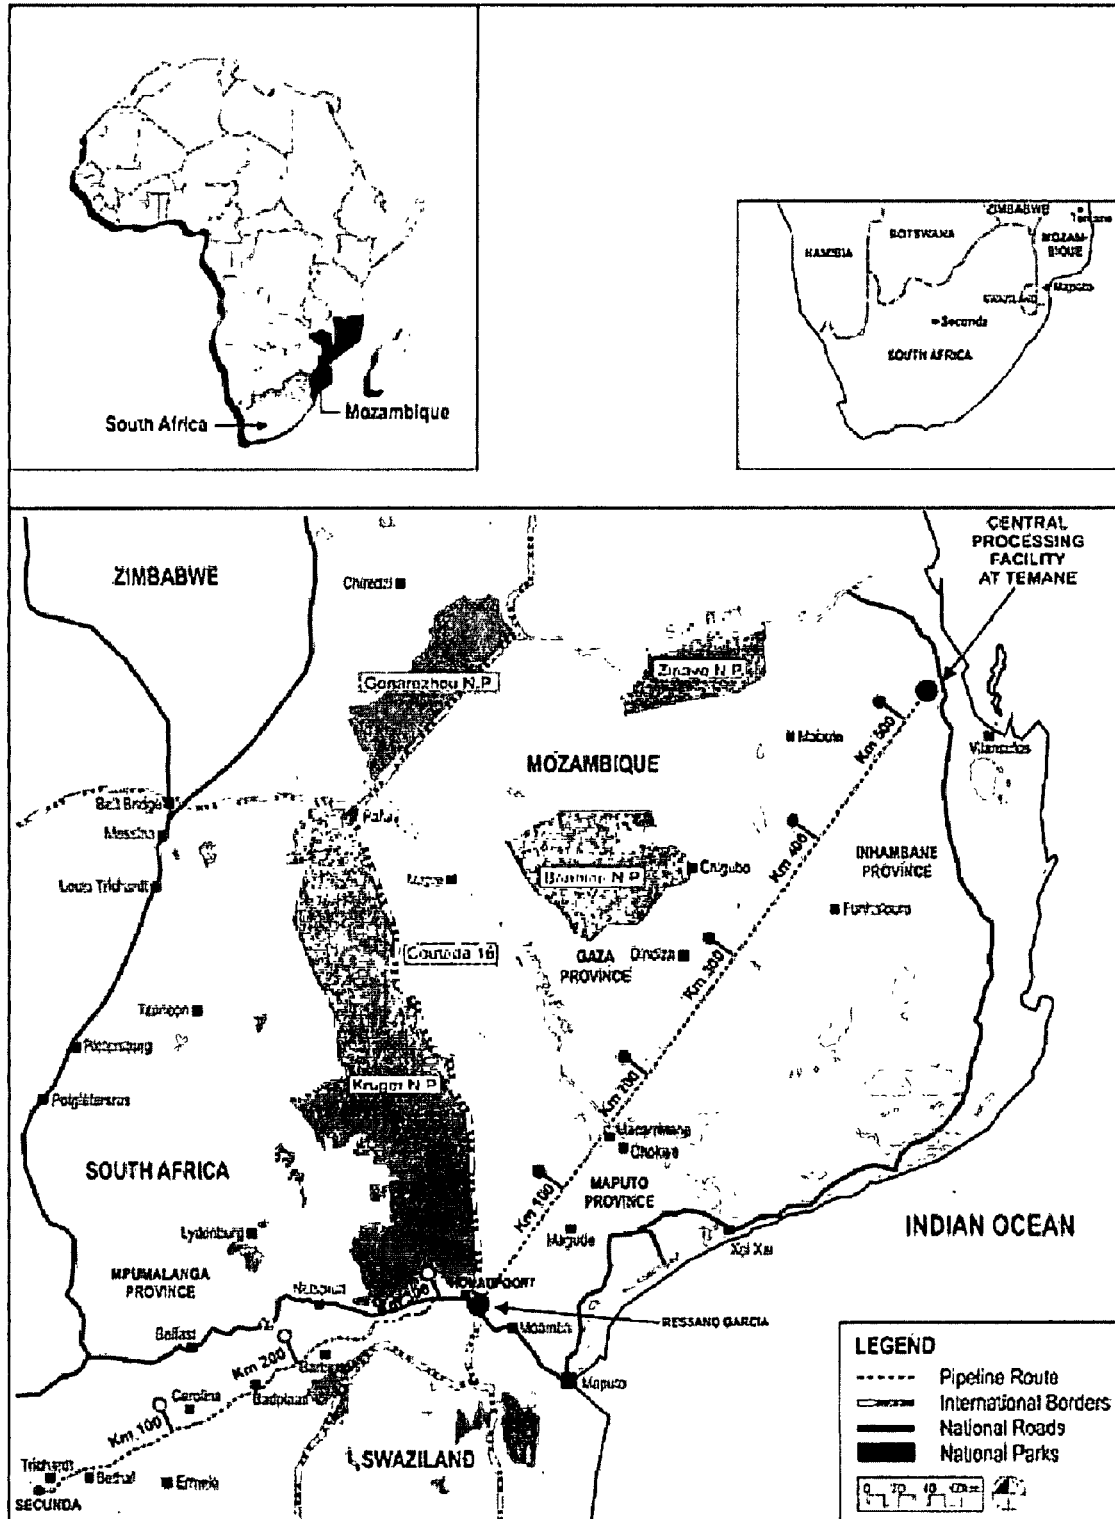 South Africa
Mozambique
ZIMBABWE
BOTSWANA
NAMIBIA
MOZAM-
BIQUE
Maputo
SWAZILAND
Secunda
SOUTH AFRICA
CENTRAL
PROCESSING
FACILITY
AT TEMANE
ZIMBABWE
Chiredzi
Gonarezhou N.P.
Zinave N.P.
Km 500
Mabote
Vilanculos
MOZAMBIQUE
Beit Bridge
Messina
Pafuri
Louis Trichardt
Km 400
INHAMBANE
PROVINCE
Chigubo
Banhine N.P.
Funhalouro
Coutada 16
GAZA
PROVINCE
Dindiza
Km 300
Tzaneen
Pietersburg
Potgietersrus
Kruger N.P.
Km 200
Chokwe
SOUTH AFRICA
MAPUTO
PROVINCE
Km 100
Magude
Lydenburg
Xai Xai
INDIAN OCEAN
MPUMALANGA
PROVINCE
Nelspruit
KOMATIPOORT
RESSANO GARCIA
Moamba
Belfast
Km 200
Badplaas
Maputo
Carolina
Km 100
SWAZILAND
Trichardt
Bethal
Ermelo
SECUNDA
LEGEND
Pipeline Route
International Borders
National Roads
National Parks